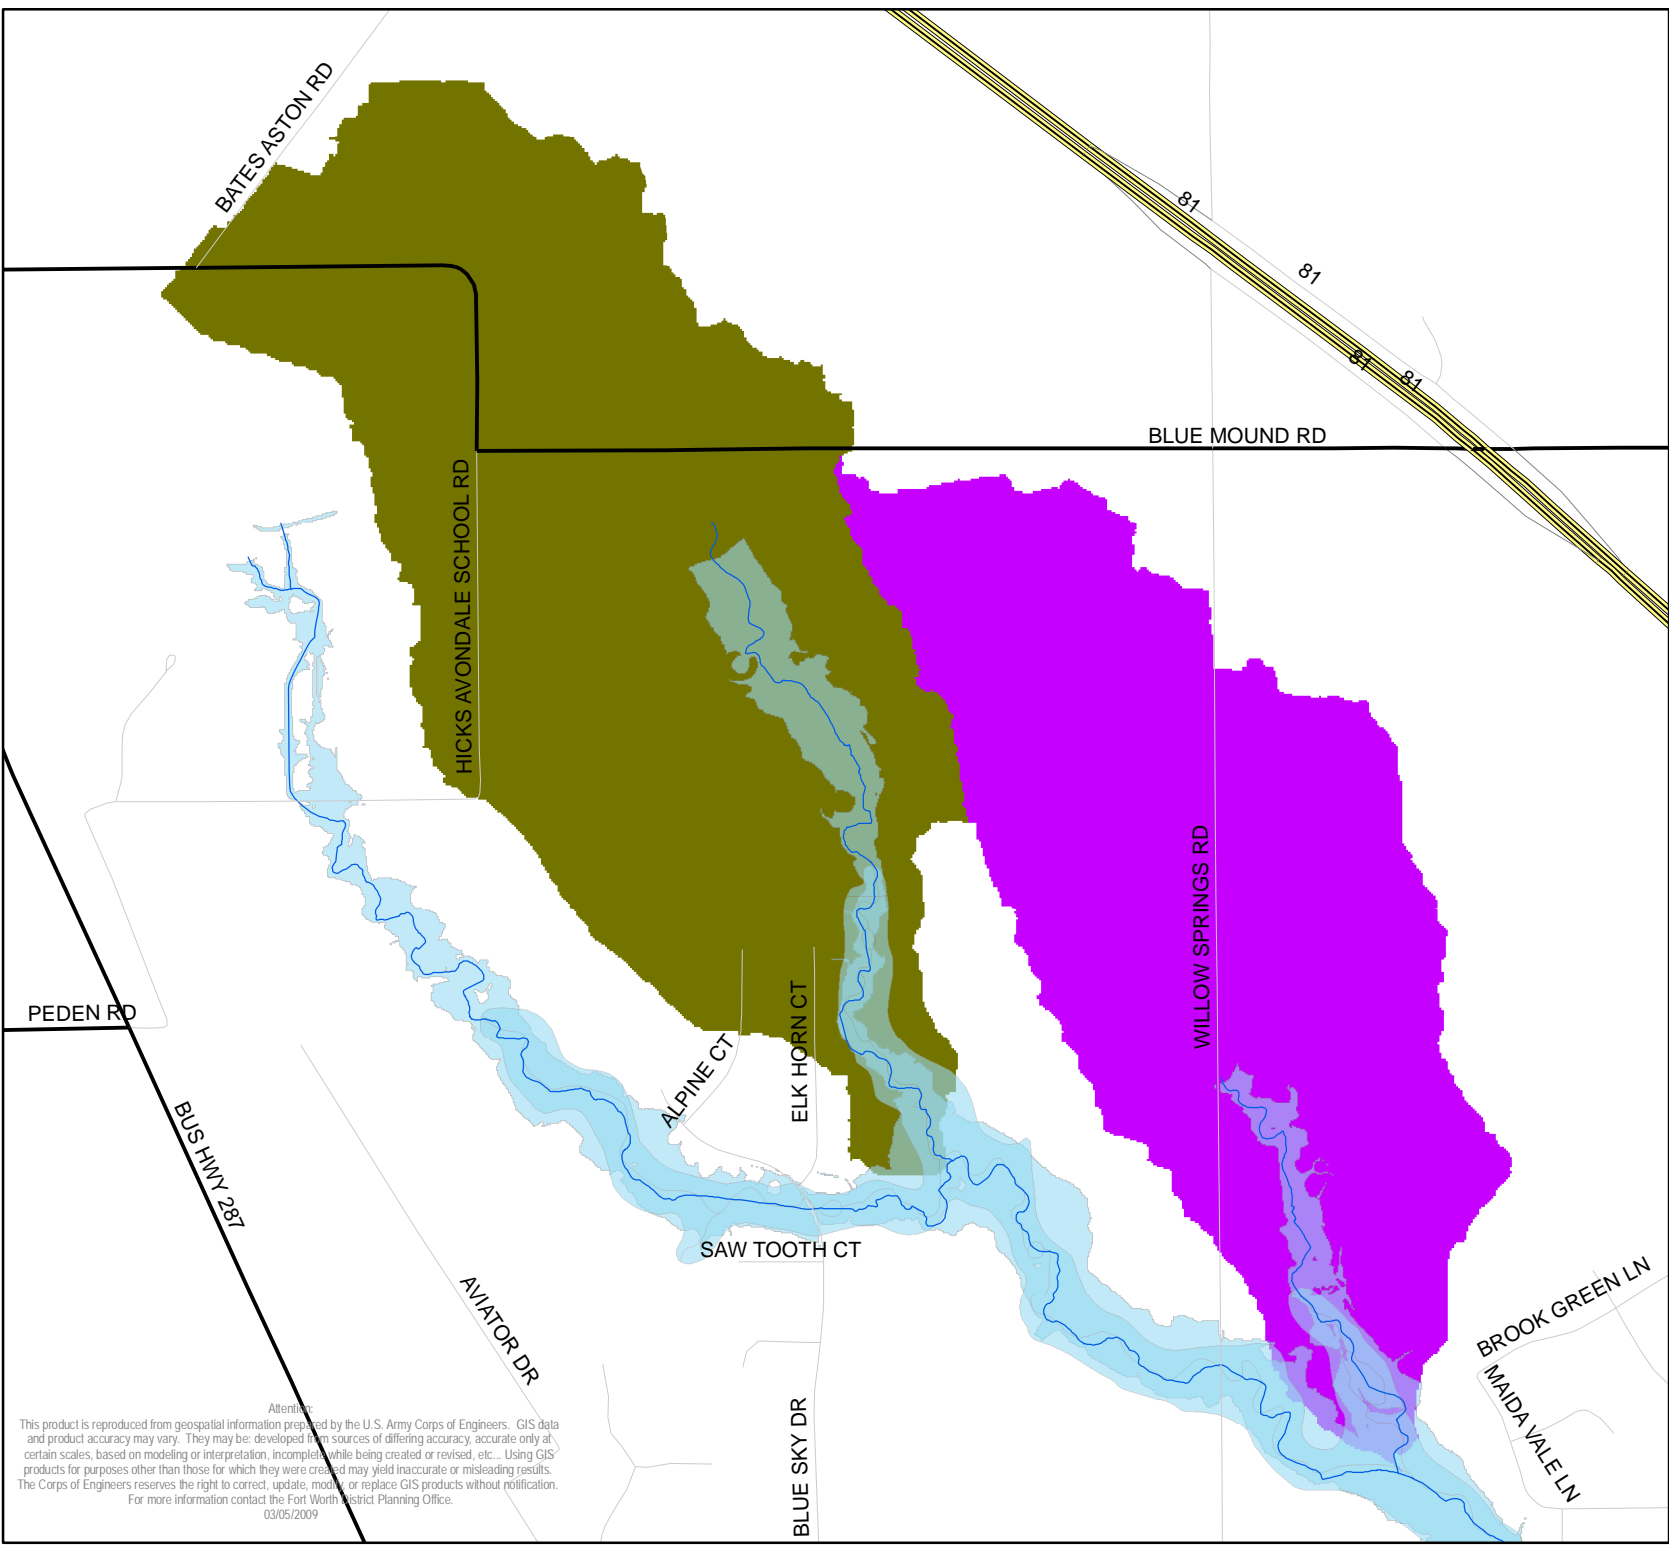 BATES ASTON RD
81
81
81
81
BLUE MOUND RD
HICKS AVONDALE SCHOOL RD
WILLOW SPRINGS RD
PEDEN RD
ELK HORN CT
ALPINE CT
BUS HWY 287
SAW TOOTH CT
AVIATOR DR
BROOK GREEN LN
MAIDA VALE LN
BLUE SKY DR
Attention:
This product is reproduced from geospatial information prepared by the U.S. Army Corps of Engineers. GIS data
and product accuracy may vary. They may be: developed from sources of differing accuracy, accurate only at
certain scales, based on modeling or interpretation, incomplete while being created or revised, etc... Using GIS
products for purposes other than those for which they were created may yield inaccurate or misleading results.
The Corps of Engineers reserves the right to correct, update, modify, or replace GIS products without notification.
For more information contact the Fort Worth District Planning Office.
03/05/2009